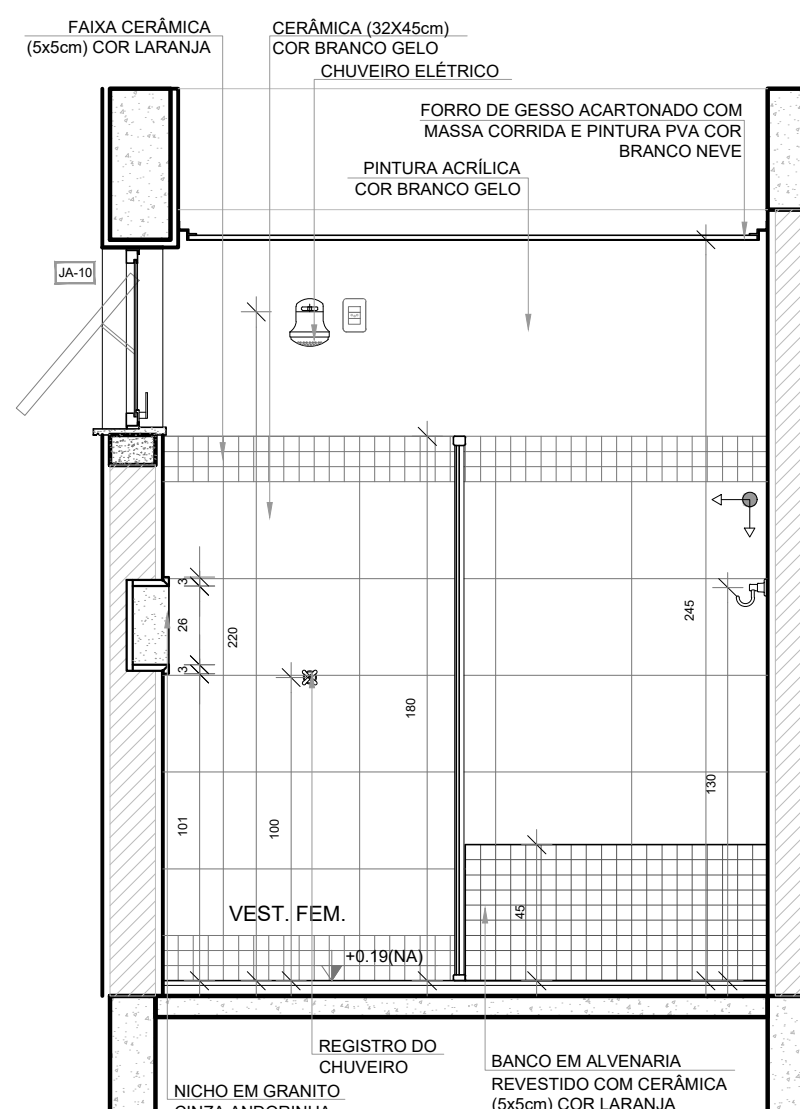 FAIXA CERÂMICA
(5x5cm) COR LARANJA
CERÂMICA (32X45cm)
COR BRANCO GELO
CHUVEIRO ELÉTRICO
FORRO DE GESSO ACARTONADO COM
MASSA CORRIDA E PINTURA PVA COR
BRANCO NEVE
PINTURA ACRÍLICA
COR BRANCO GELO
JA-10
3
26
3
220
245
180
130
101
100
45
VEST. FEM.
+0.19(NA)
REGISTRO DO
CHUVEIRO
BANCO EM ALVENARIA
REVESTIDO COM CERÂMICA
(5x5cm) COR LARANJA
NICHO EM GRANITO
CINZA ANDORINHA